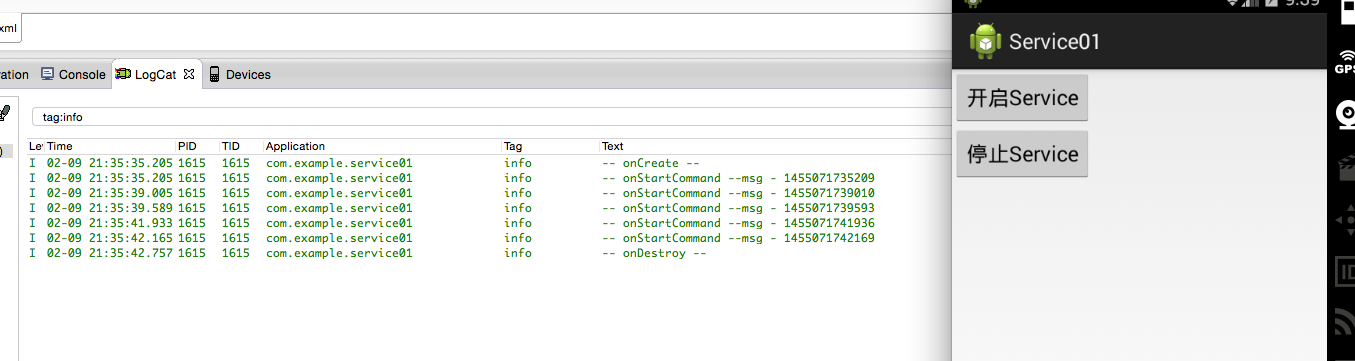 xml
ration Console LogCat Devices
tag:info
Le Time PID TID Application Tag Text
I 02-09 21:35:35.205 1615 1615 com.example.service01 info -- onCreate --
I 02-09 21:35:35.205 1615 1615 com.example.service01 info -- onStartCommand --msg - 1455071735209
I 02-09 21:35:39.005 1615 1615 com.example.service01 info -- onStartCommand --msg - 1455071739010
I 02-09 21:35:39.589 1615 1615 com.example.service01 info -- onStartCommand --msg - 1455071739593
I 02-09 21:35:41.933 1615 1615 com.example.service01 info -- onStartCommand --msg - 1455071741936
I 02-09 21:35:42.165 1615 1615 com.example.service01 info -- onStartCommand --msg - 1455071742169
I 02-09 21:35:42.757 1615 1615 com.example.service01 info -- onDestroy --
Service01
开启Service
停止Service
GPS
ID